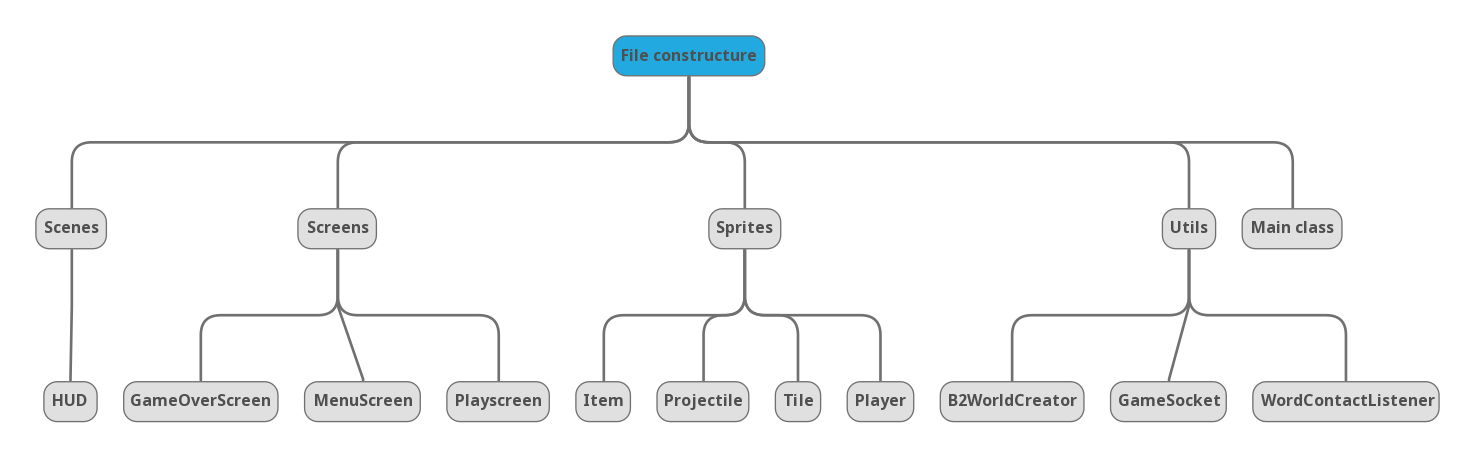 File constructure
Scenes
Screens
Sprites
Utils
Main class
HUD
GameOverScreen
MenuScreen
Playscreen
Item
Projectile
Tile
Player
B2WorldCreator
GameSocket
WordContactListener